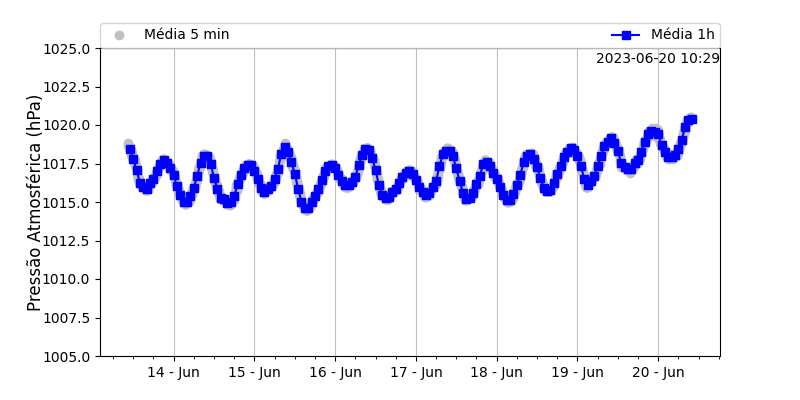 Média 5 min
Média 1h
2023-06-20 10:29
Pressão Atmosférica (hPa)
1025.0
1022.5
1020.0
1017.5
1015.0
1012.5
1010.0
1007.5
1005.0
14 - Jun
15 - Jun
16 - Jun
17 - Jun
18 - Jun
19 - Jun
20 - Jun